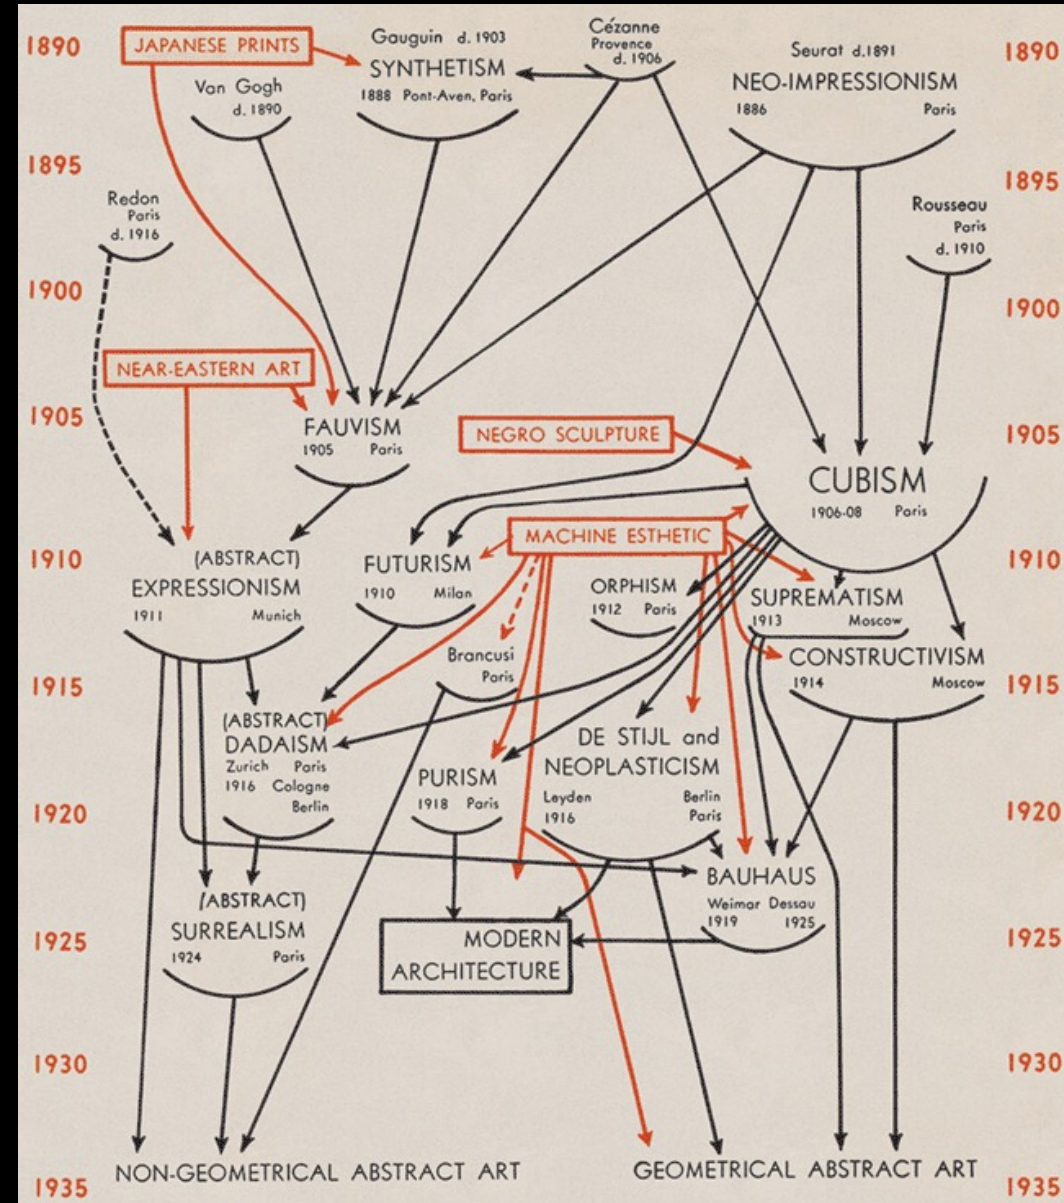 1890
JAPANESE PRINTS
Gauguin d. 1903
SYNTHETISM
1888 Pont-Aven, Paris
Cézanne
Provence
d. 1906
Seurat d.1891
NEO-IMPRESSIONISM
1886 Paris
1890
Van Gogh
d. 1890
1895
1895
Redon
Paris
d. 1916
Rousseau
Paris
d. 1910
1900
1900
NEAR-EASTERN ART
1905
FAUVISM
1905 Paris
NEGRO SCULPTURE
1905
CUBISM
1906-08 Paris
1910
(ABSTRACT)
EXPRESSIONISM
1911 Munich
FUTURISM
1910 Milan
MACHINE ESTHETIC
ORPHISM
1912 Paris
SUPREMATISM
1913 Moscow
1910
Brancusi
Paris
CONSTRUCTIVISM
1914 Moscow
1915
1915
(ABSTRACT)
DADAISM
Zurich Paris
1916 Cologne
Berlin
PURISM
1918 Paris
DE STIJL and
NEOPLASTICISM
Leyden Berlin
1916 Paris
1920
1920
BAUHAUS
Weimar Dessau
1919 1925
(ABSTRACT)
SURREALISM
1924 Paris
1925
MODERN
ARCHITECTURE
1925
1930
1930
NON-GEOMETRICAL ABSTRACT ART
GEOMETRICAL ABSTRACT ART
1935
1935